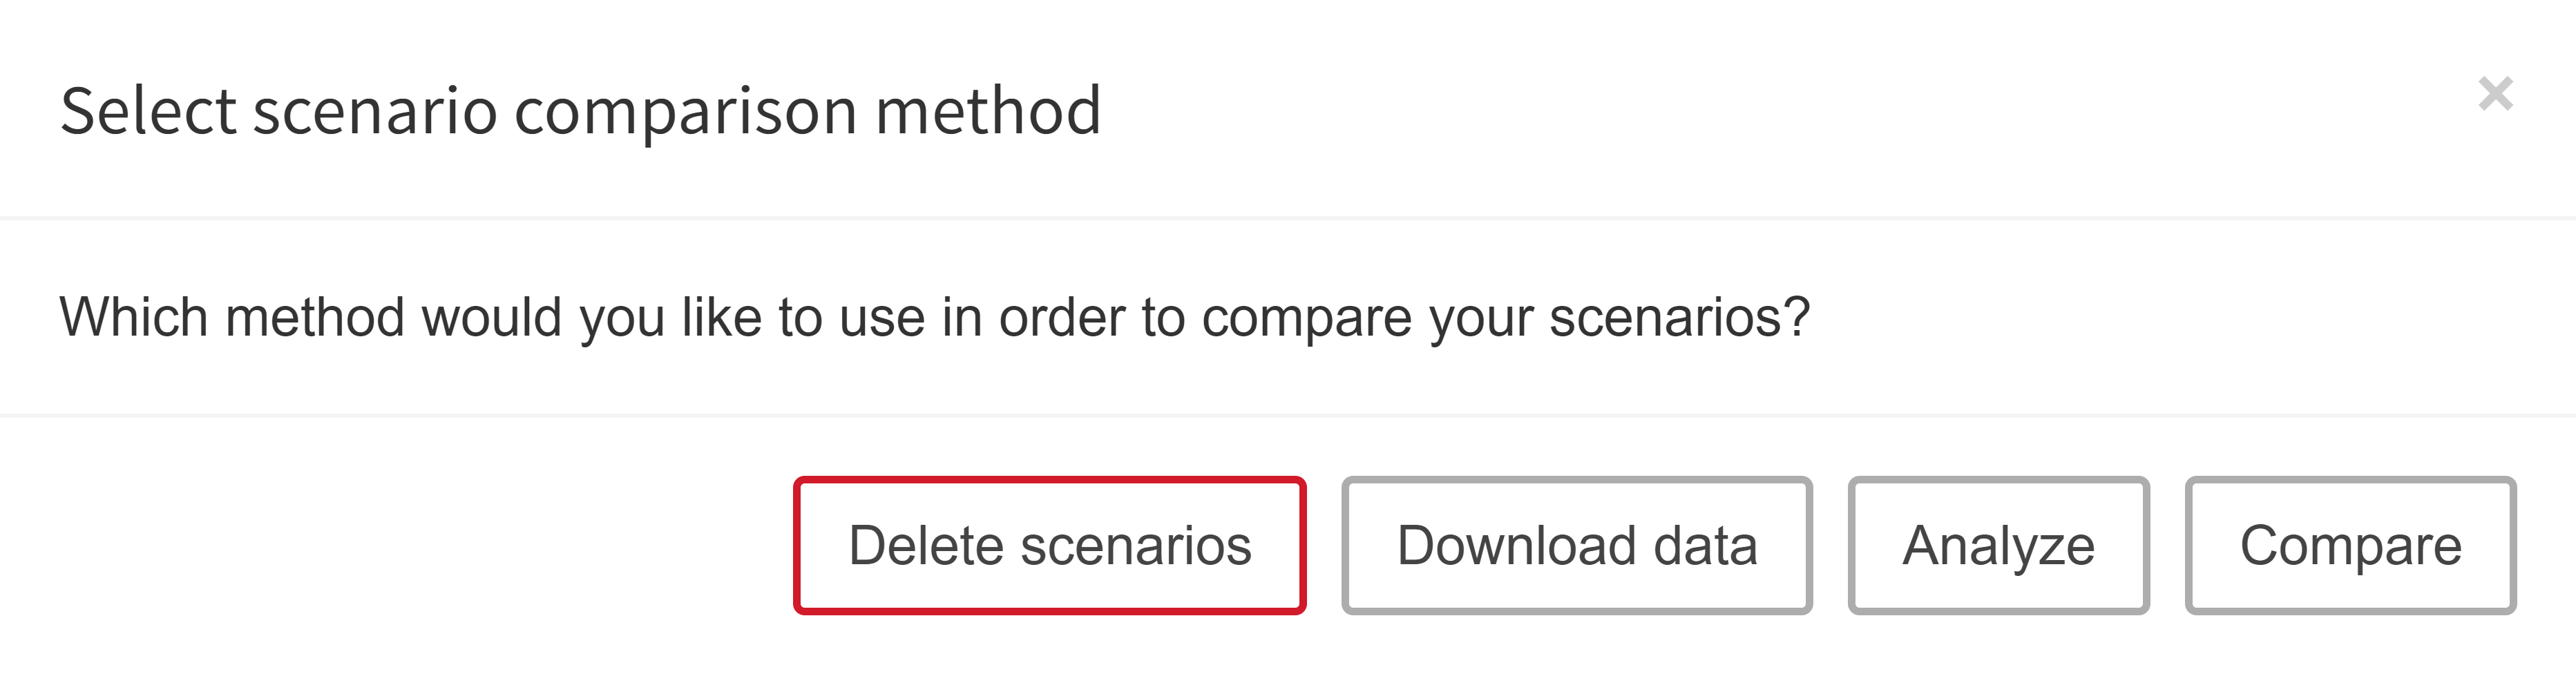 Select scenario comparison method
Which method would you like to use in order to compare your scenarios?
Delete scenarios
Download data
Analyze
Compare